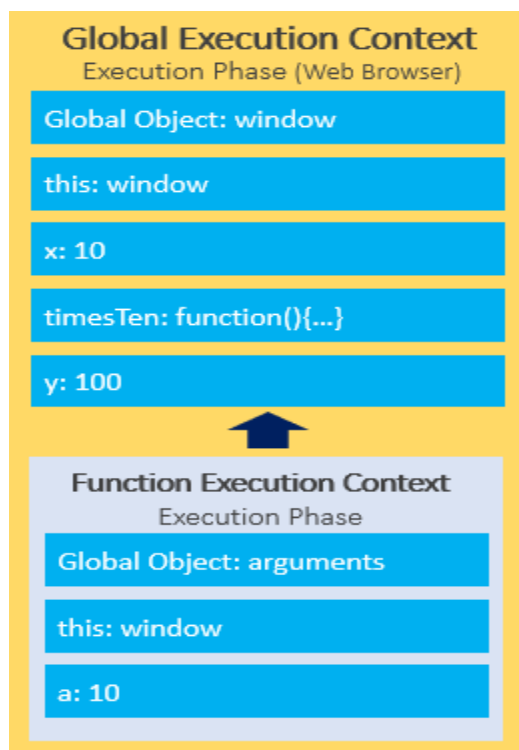 Global Execution Context
Execution Phase (Web Browser)
Global Object: window
this: window
x: 10
timesTen: function(){...}
y: 100
Function Execution Context
Execution Phase
Global Object: arguments
this: window
a: 10